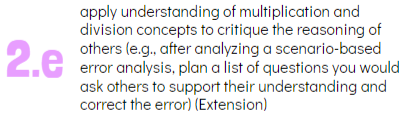 2.e
apply understanding of multiplication and
division concepts to critique the reasoning of
others (e.g., after analyzing a scenario-based
error analysis, plan a list of questions you would
ask others to support their understanding and
correct the error) (Extension)